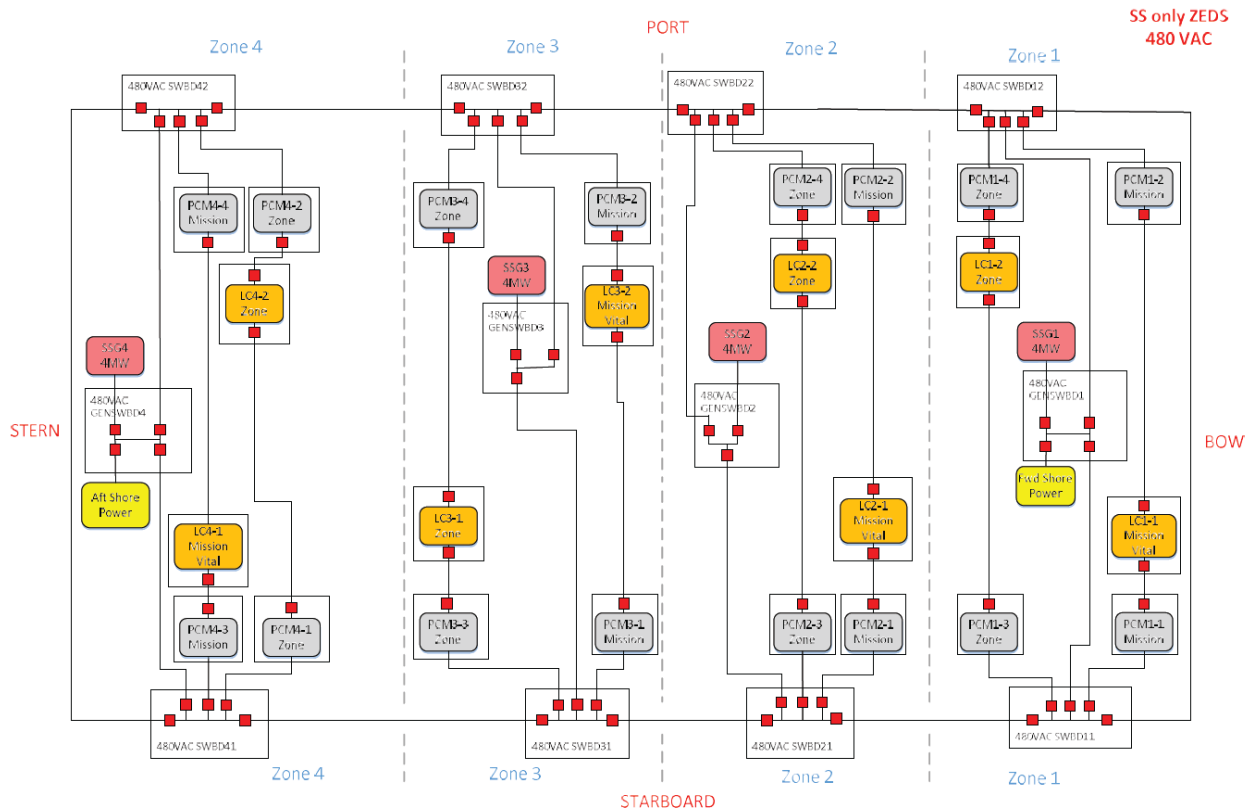 SS only ZEDS
480 VAC
PORT
Zone 4
Zone 3
Zone 2
Zone 1
480VAC SWBD42
480VAC SWBD32
480VAC SWBD22
480VAC SWBD12
PCM4-4
Mission
PCM4-2
Zone
PCM3-4
Zone
PCM3-2
Mission
PCM2-4
Zone
PCM2-2
Mission
PCM1-4
Zone
PCM1-2
Mission
LC4-2
Zone
SSG3
4MW
LC3-2
Mission
Vital
LC2-2
Zone
LC1-2
Zone
480VAC
GENSWBD3
SSG4
4MW
SSG2
4MW
SSG1
4MW
480VAC
GENSWBD4
480VAC
GENSWBD2
480VAC
GENSWBD1
STERN
BOW
Aft Shore
Power
Fwd Shore
Power
LC4-1
Mission
Vital
LC3-1
Zone
LC2-1
Mission
Vital
LC1-1
Mission
Vital
PCM4-3
Mission
PCM4-1
Zone
PCM3-3
Zone
PCM3-1
Mission
PCM2-3
Zone
PCM2-1
Mission
PCM1-3
Zone
PCM1-1
Mission
480VAC SWBD41
480VAC SWBD31
480VAC SWBD21
480VAC SWBD11
Zone 4
Zone 3
Zone 2
Zone 1
STARBOARD